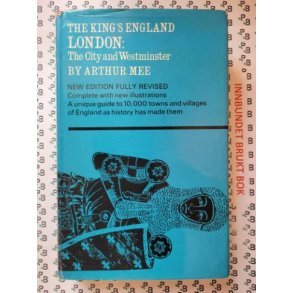 THE KING'S ENGLAND
LONDON:
The City and Westminster
BY ARTHUR MEE
NEW EDITION FULLY REVISED
Complete with new illustrations
A unique guide to 10,000 towns and villages
of England as history has made them
INNBUNDET BRUKT BOK